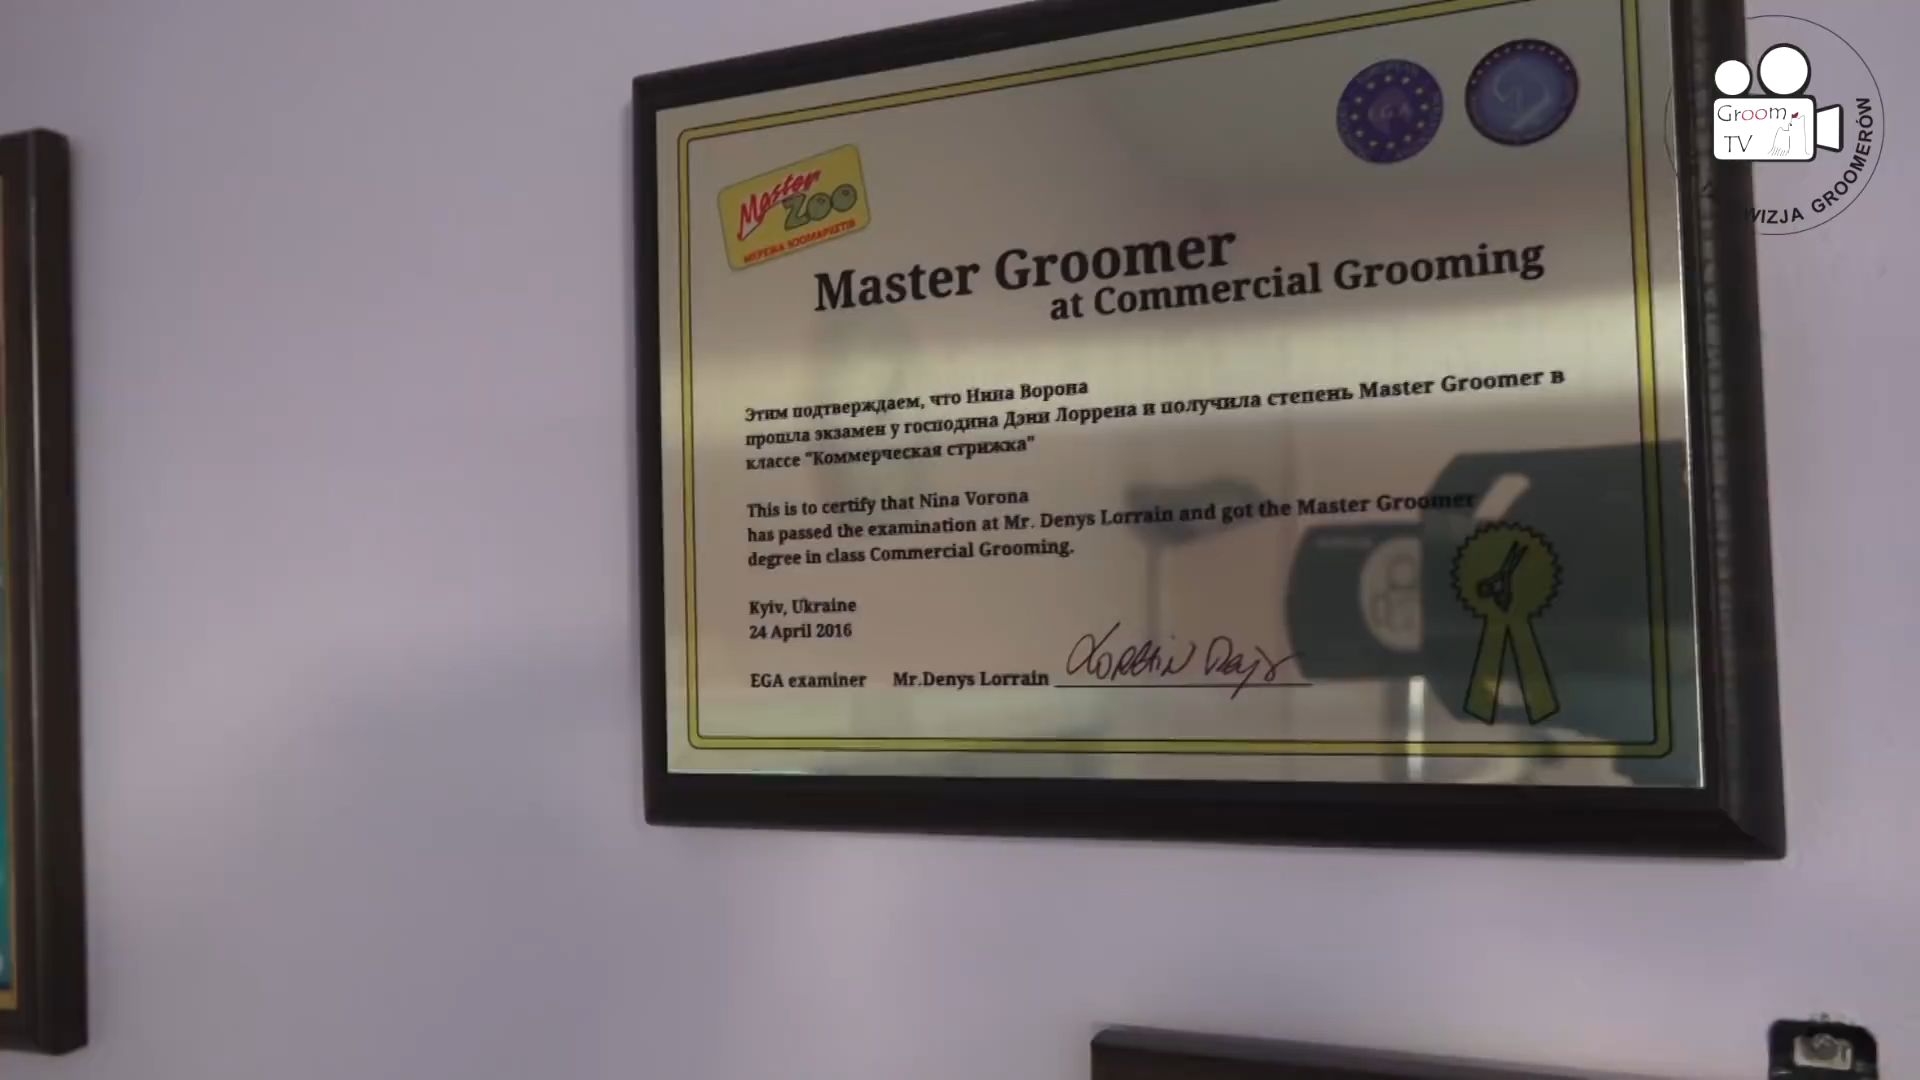 Groom
TV
WIZJA GROOMERÓW
EGA
Master
Zoo
МЕРЕЖА ЗООМАРКЕТІВ
Master Groomer
at Commercial Grooming
Этим подтверждаем, что Нина Ворона
прошла экзамен у господина Дэни Лоррена и получила степень Master Groomer в
классе "Коммерческая стрижка"
This is to certify that Nina Vorona
has passed the examination at Mr. Denys Lorrain and got the Master Groomer
degree in class Commercial Grooming.
Kyiv, Ukraine
24 April 2016
EGA examiner Mr.Denys Lorrain